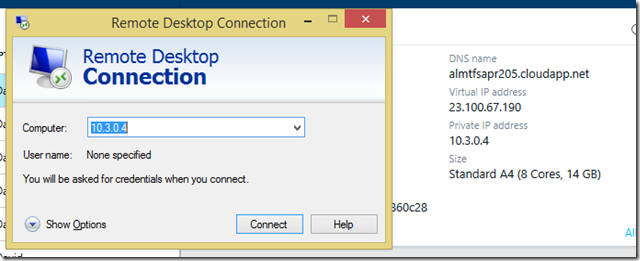 Remote Desktop Connection
Remote Desktop
Connection
Computer:
10.3.0.4
User name: None specified
You will be asked for credentials when you connect.
Show Options
Connect
Help
DNS name
almtfsapr205.cloudapp.net
Virtual IP address
23.100.67.190
Private IP address
10.3.0.4
Size
Standard A4 (8 Cores, 14 GB)
360c28